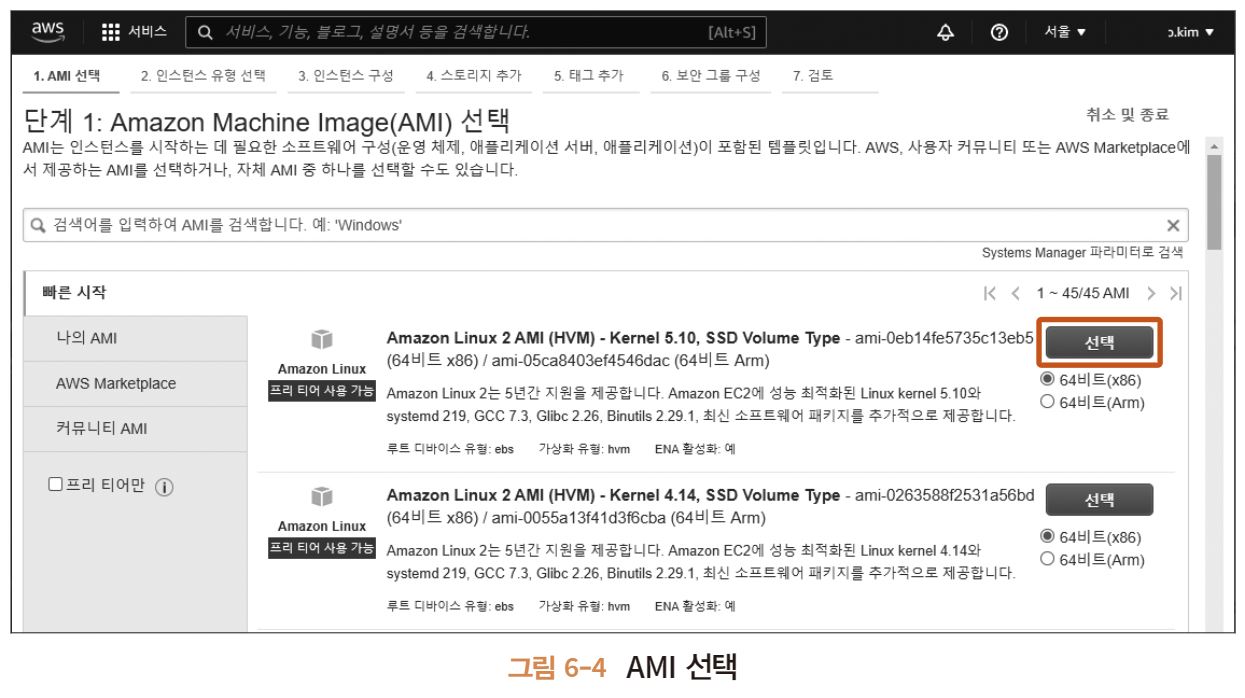 aws 서비스 서비스, 기능, 블로그, 설명서 등을 검색합니다. [Alt+S] 서울 ▼ o.kim ▼
1. AMI 선택 2. 인스턴스 유형 선택 3. 인스턴스 구성 4. 스토리지 추가 5. 태그 추가 6. 보안 그룹 구성 7. 검토
단계 1: Amazon Machine Image(AMI) 선택 취소 및 종료
AMI는 인스턴스를 시작하는 데 필요한 소프트웨어 구성(운영 체제, 애플리케이션 서버, 애플리케이션)이 포함된 템플릿입니다. AWS, 사용자 커뮤니티 또는 AWS Marketplace에
서 제공하는 AMI를 선택하거나, 자체 AMI 중 하나를 선택할 수도 있습니다.
검색어를 입력하여 AMI를 검색합니다. 예: 'Windows'
Systems Manager 파라미터로 검색
빠른 시작
1 ~ 45/45 AMI
나의 AMI
AWS Marketplace
커뮤니티 AMI
프리 티어만
Amazon Linux
프리 티어 사용 가능
Amazon Linux 2 AMI (HVM) - Kernel 5.10, SSD Volume Type - ami-0eb14fe5735c13eb5
(64비트 x86) / ami-05ca8403ef4546dac (64비트 Arm)
Amazon Linux 2는 5년간 지원을 제공합니다. Amazon EC2에 성능 최적화된 Linux kernel 5.10와
systemd 219, GCC 7.3, Glibc 2.26, Binutils 2.29.1, 최신 소프트웨어 패키지를 추가적으로 제공합니다.
루트 디바이스 유형: ebs 가상화 유형: hvm ENA 활성화: 예
선택
64비트(x86)
64비트(Arm)
Amazon Linux
프리 티어 사용 가능
Amazon Linux 2 AMI (HVM) - Kernel 4.14, SSD Volume Type - ami-0263588f2531a56bd
(64비트 x86) / ami-0055a13f41d3f6cba (64비트 Arm)
Amazon Linux 2는 5년간 지원을 제공합니다. Amazon EC2에 성능 최적화된 Linux kernel 4.14와
systemd 219, GCC 7.3, Glibc 2.26, Binutils 2.29.1, 최신 소프트웨어 패키지를 추가적으로 제공합니다.
루트 디바이스 유형: ebs 가상화 유형: hvm ENA 활성화: 예
선택
64비트(x86)
64비트(Arm)
그림 6-4 AMI 선택